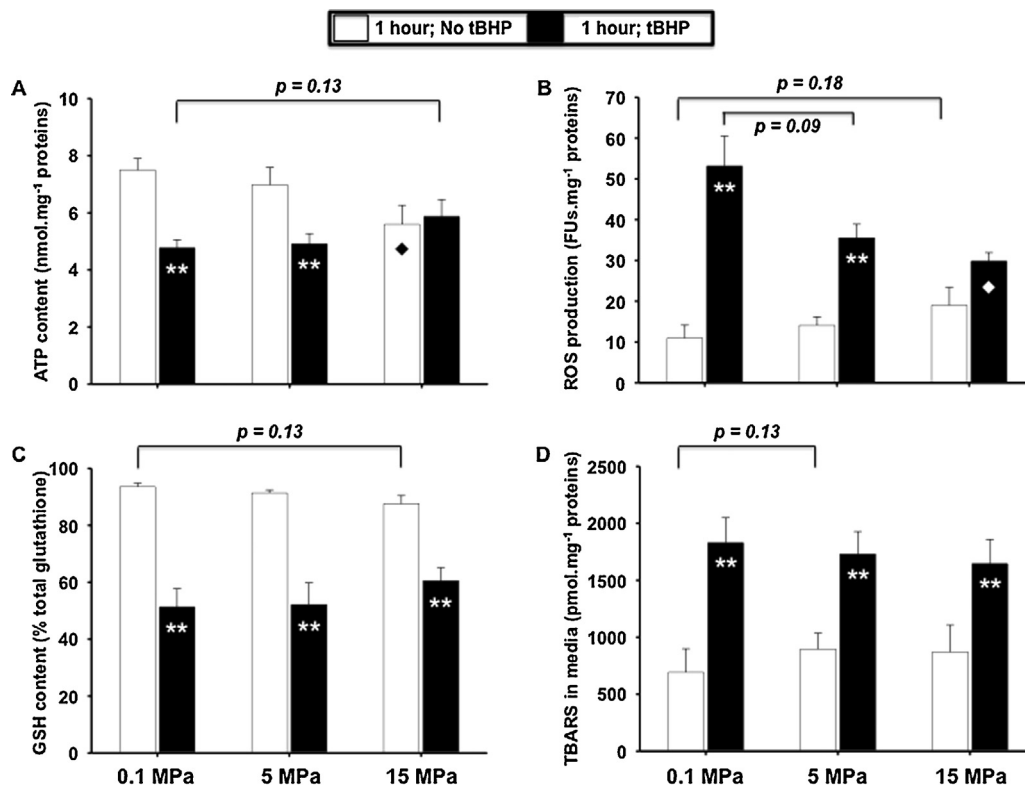 1 hour; No tBHP 1 hour; tBHP
A
p = 0.13
ATP content (nmol.mg⁻¹ proteins)
10
8
6
4
2
0
** ** ◆
B
p = 0.18
p = 0.09
ROS production (FUs.mg⁻¹ proteins)
70
60
50
40
30
20
10
0
** ** ◆
C
p = 0.13
GSH content (% total glutathione)
100
80
60
40
20
0
** ** **
0.1 MPa 5 MPa 15 MPa
D
p = 0.13
TBARS in media (pmol.mg⁻¹ proteins)
2500
2000
1500
1000
500
0
** ** **
0.1 MPa 5 MPa 15 MPa